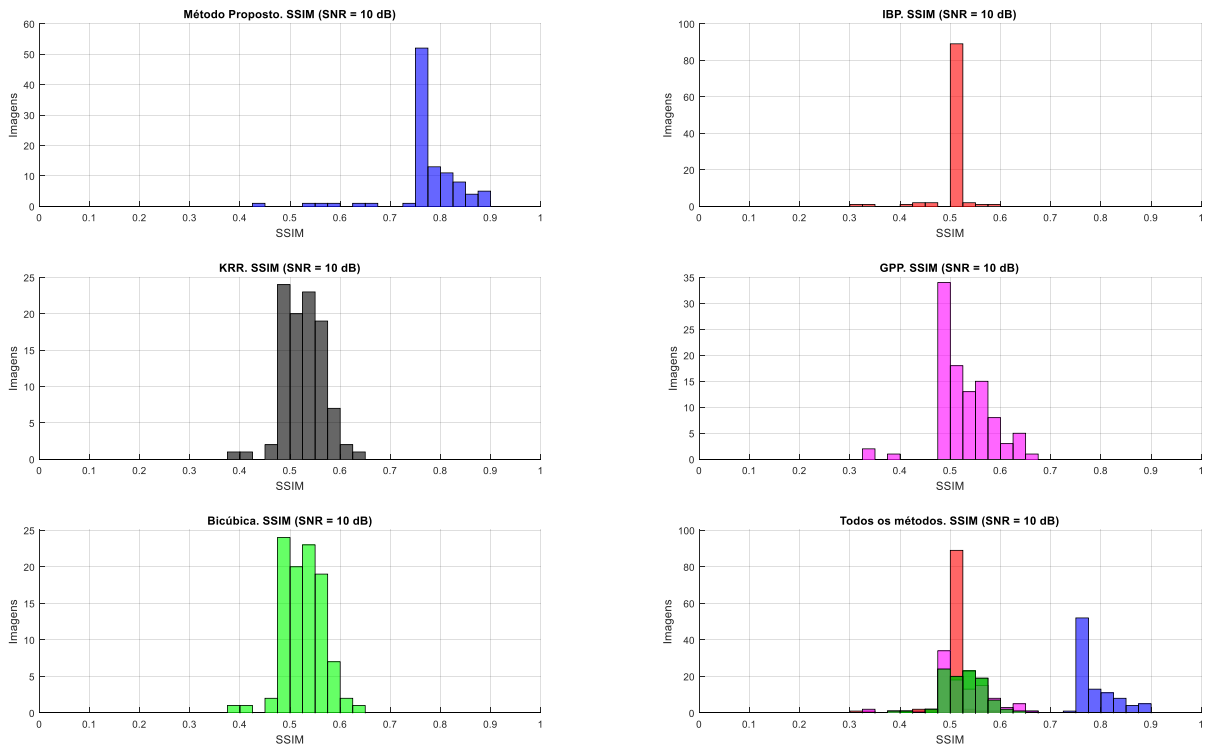 Método Proposto. SSIM (SNR = 10 dB)
60
50
40
30
20
10
0
Imagens
0 0.1 0.2 0.3 0.4 0.5 0.6 0.7 0.8 0.9 1
SSIM
IBP. SSIM (SNR = 10 dB)
100
80
60
40
20
0
Imagens
0 0.1 0.2 0.3 0.4 0.5 0.6 0.7 0.8 0.9 1
SSIM
KRR. SSIM (SNR = 10 dB)
25
20
15
10
5
0
Imagens
0 0.1 0.2 0.3 0.4 0.5 0.6 0.7 0.8 0.9 1
SSIM
GPP. SSIM (SNR = 10 dB)
35
30
25
20
15
10
5
0
Imagens
0 0.1 0.2 0.3 0.4 0.5 0.6 0.7 0.8 0.9 1
SSIM
Bicúbica. SSIM (SNR = 10 dB)
25
20
15
10
5
0
Imagens
0 0.1 0.2 0.3 0.4 0.5 0.6 0.7 0.8 0.9 1
SSIM
Todos os métodos. SSIM (SNR = 10 dB)
100
80
60
40
20
0
Imagens
0 0.1 0.2 0.3 0.4 0.5 0.6 0.7 0.8 0.9 1
SSIM